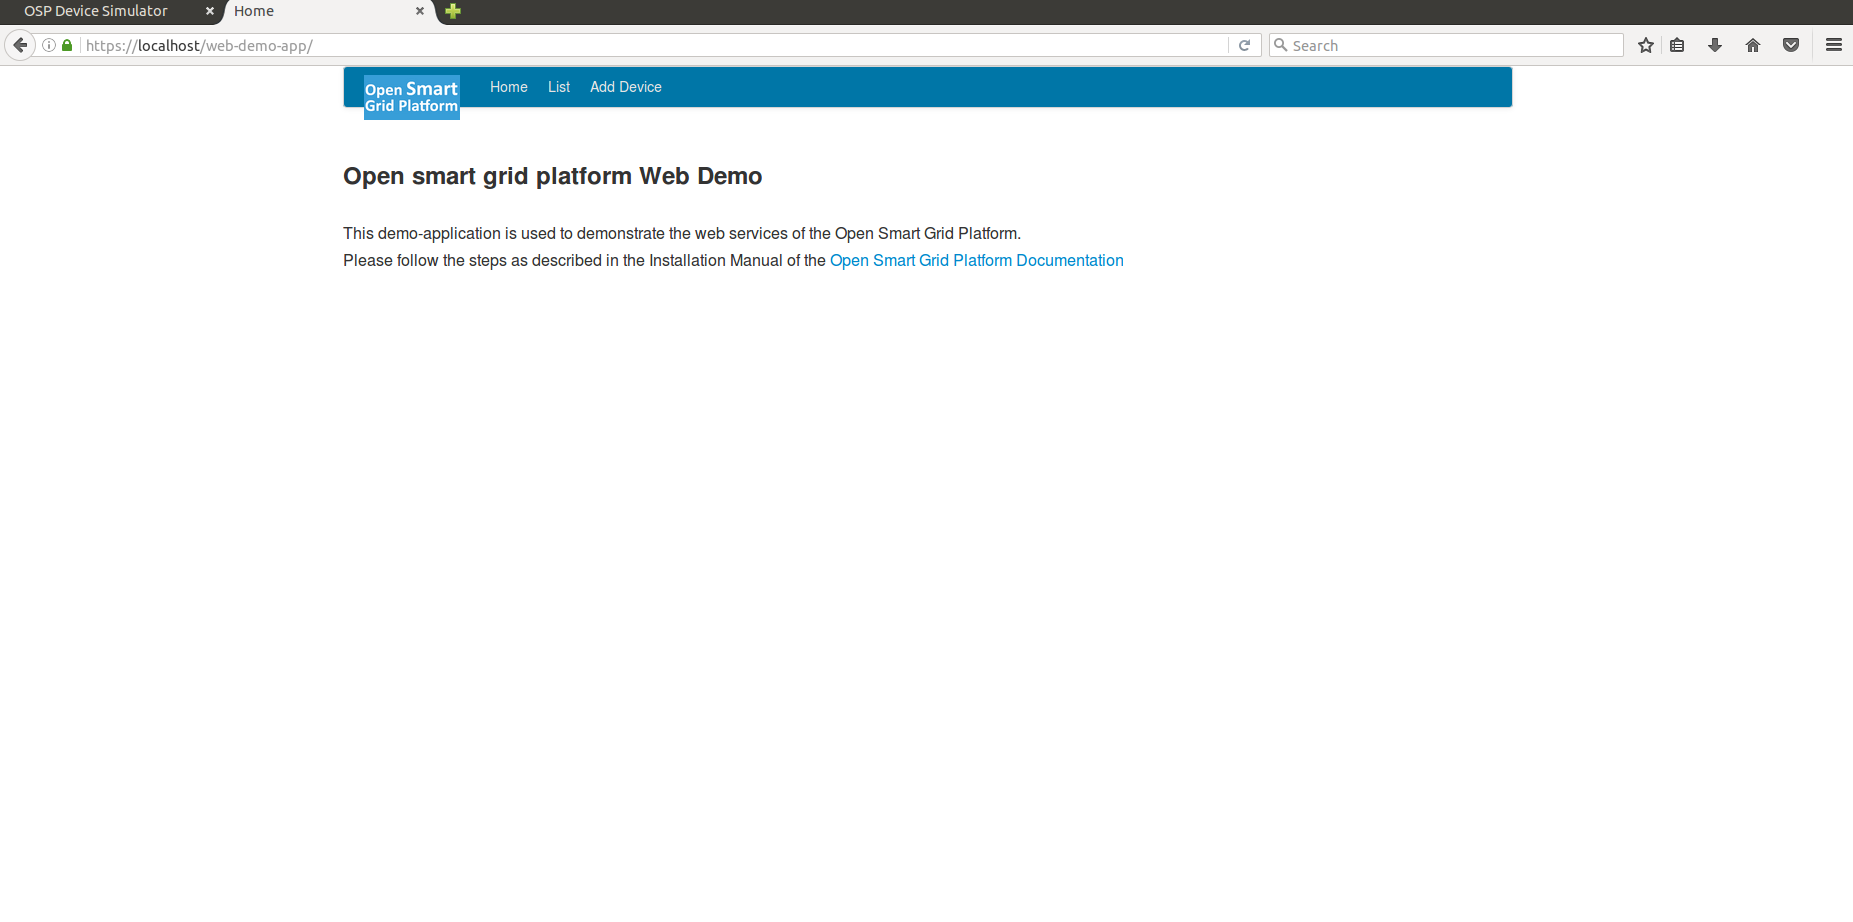 OSP Device Simulator
Home
https://localhost/web-demo-app/
Search
Open Smart
Grid Platform
Home List Add Device
Open smart grid platform Web Demo
This demo-application is used to demonstrate the web services of the Open Smart Grid Platform.
Please follow the steps as described in the Installation Manual of the Open Smart Grid Platform Documentation